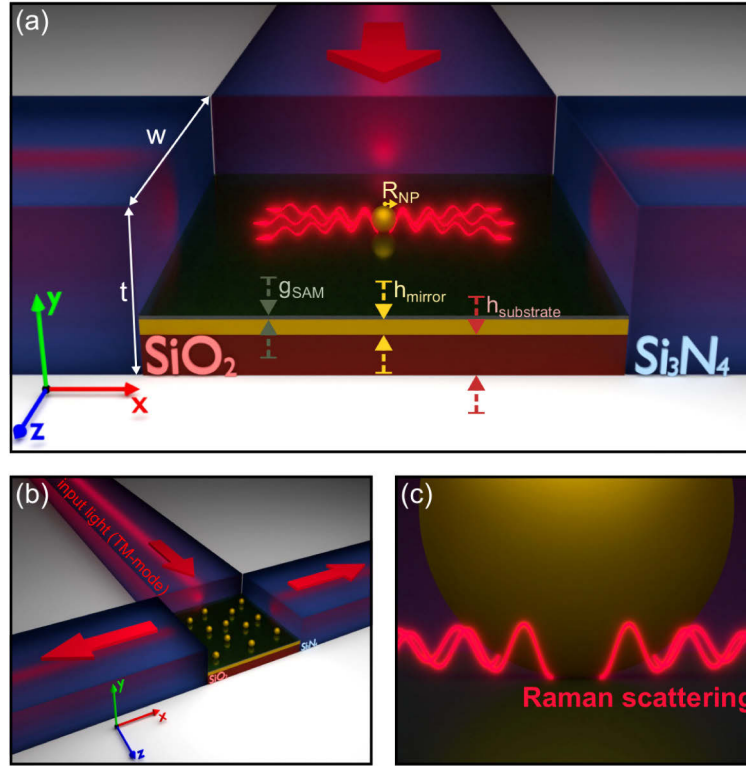 (a)
w
R_NP
t
g_SAM
h_mirror
h_substrate
y
SiO₂
Si₃N₄
x
z
(b)
input light (TM-mode)
Si₃N₄
SiO₂
y
x
z
(c)
Raman scattering